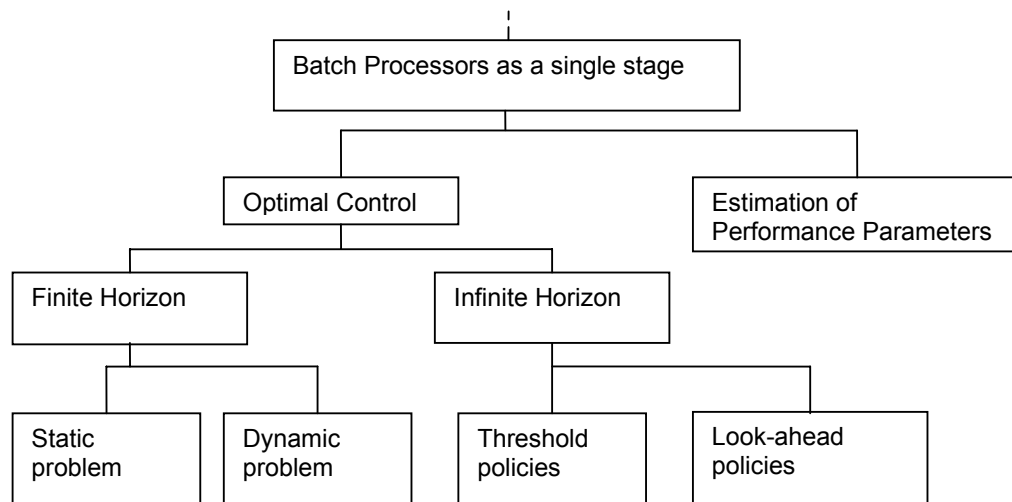 Batch Processors as a single stage
Optimal Control
Estimation of
Performance Parameters
Finite Horizon
Infinite Horizon
Static
problem
Dynamic
problem
Threshold
policies
Look-ahead
policies